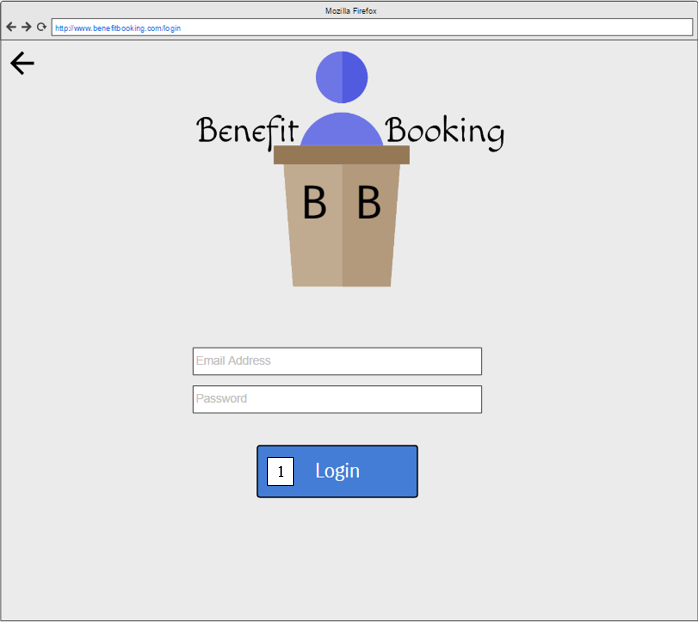 Mozilla Firefox
http://www.benefitbooking.com/login
Benefit Booking
B B
Email Address
Password
1 Login